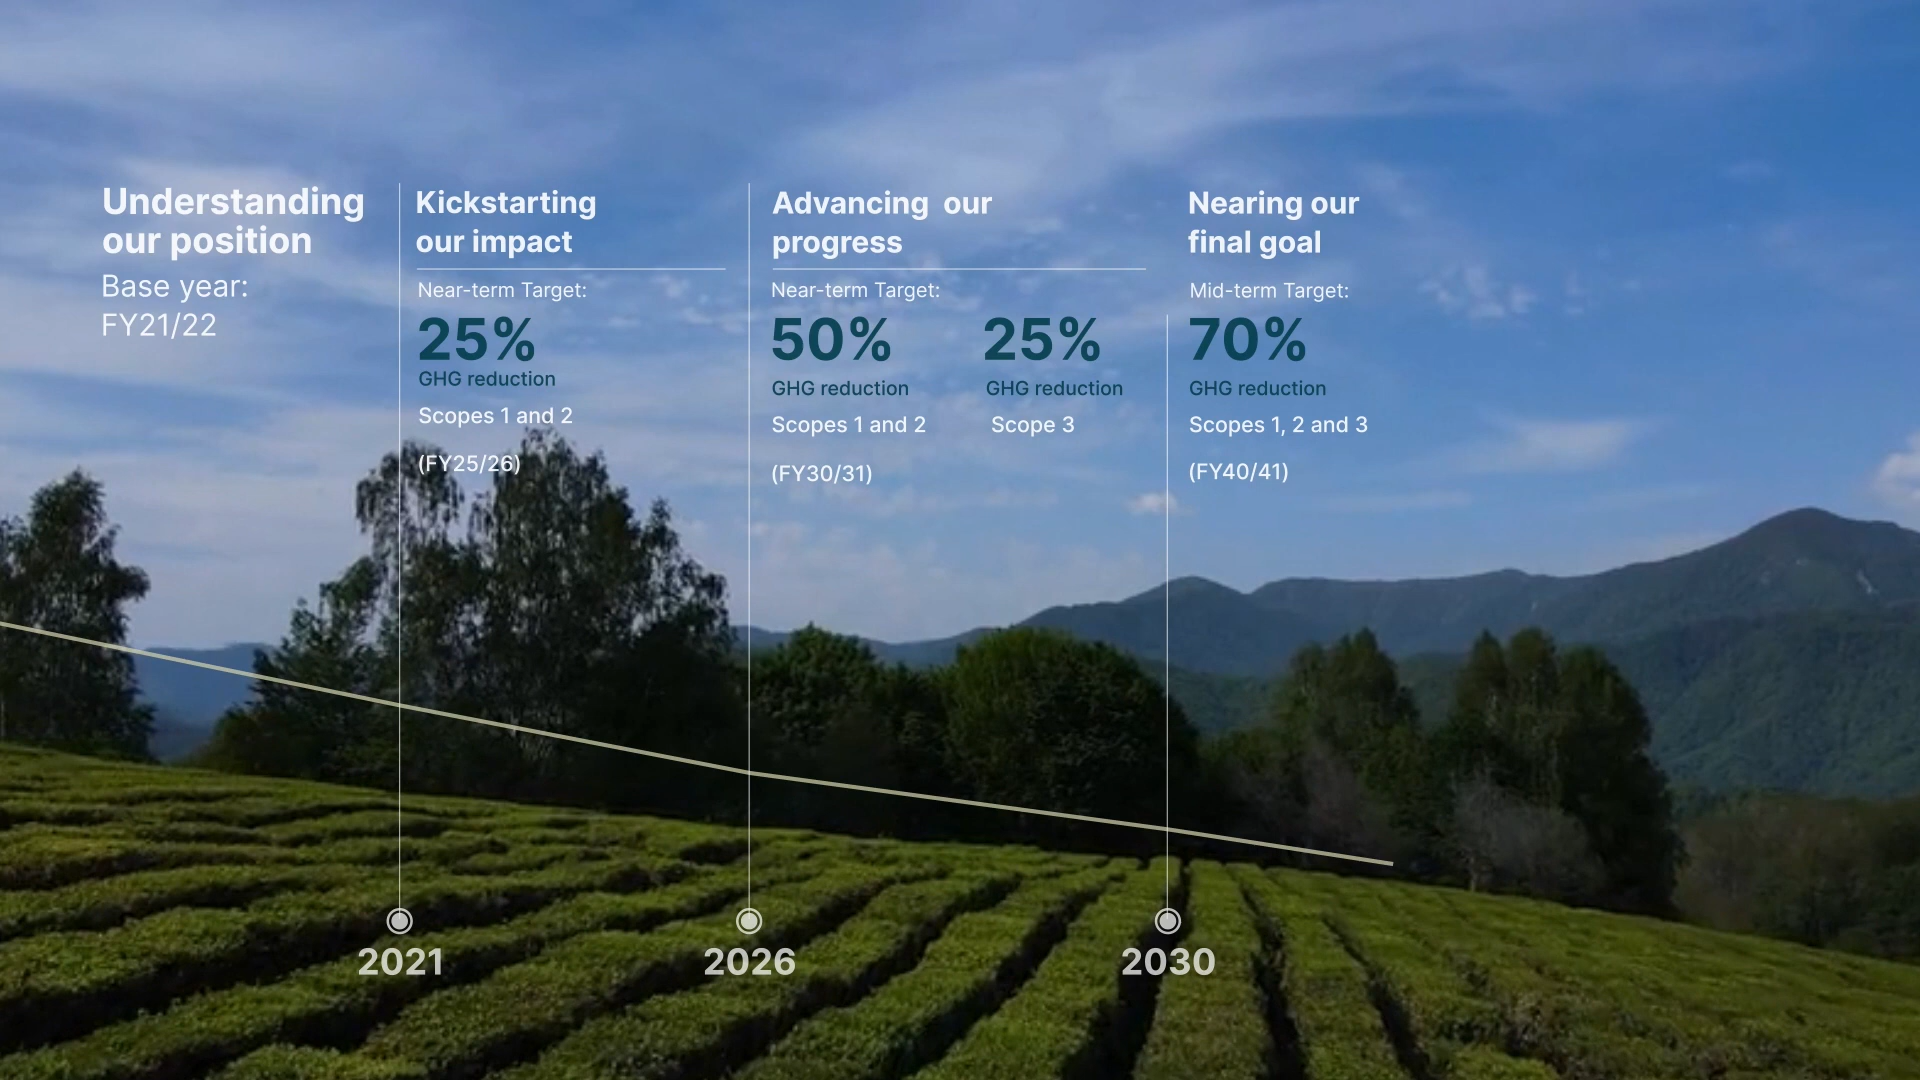 Understanding
our position
Base year:
FY21/22
Kickstarting
our impact
Near-term Target:
25%
GHG reduction
Scopes 1 and 2
(FY25/26)
Advancing our
progress
Near-term Target:
50%
GHG reduction
Scopes 1 and 2
(FY30/31)
25%
GHG reduction
Scope 3
Nearing our
final goal
Mid-term Target:
70%
GHG reduction
Scopes 1, 2 and 3
(FY40/41)
2021
2026
2030